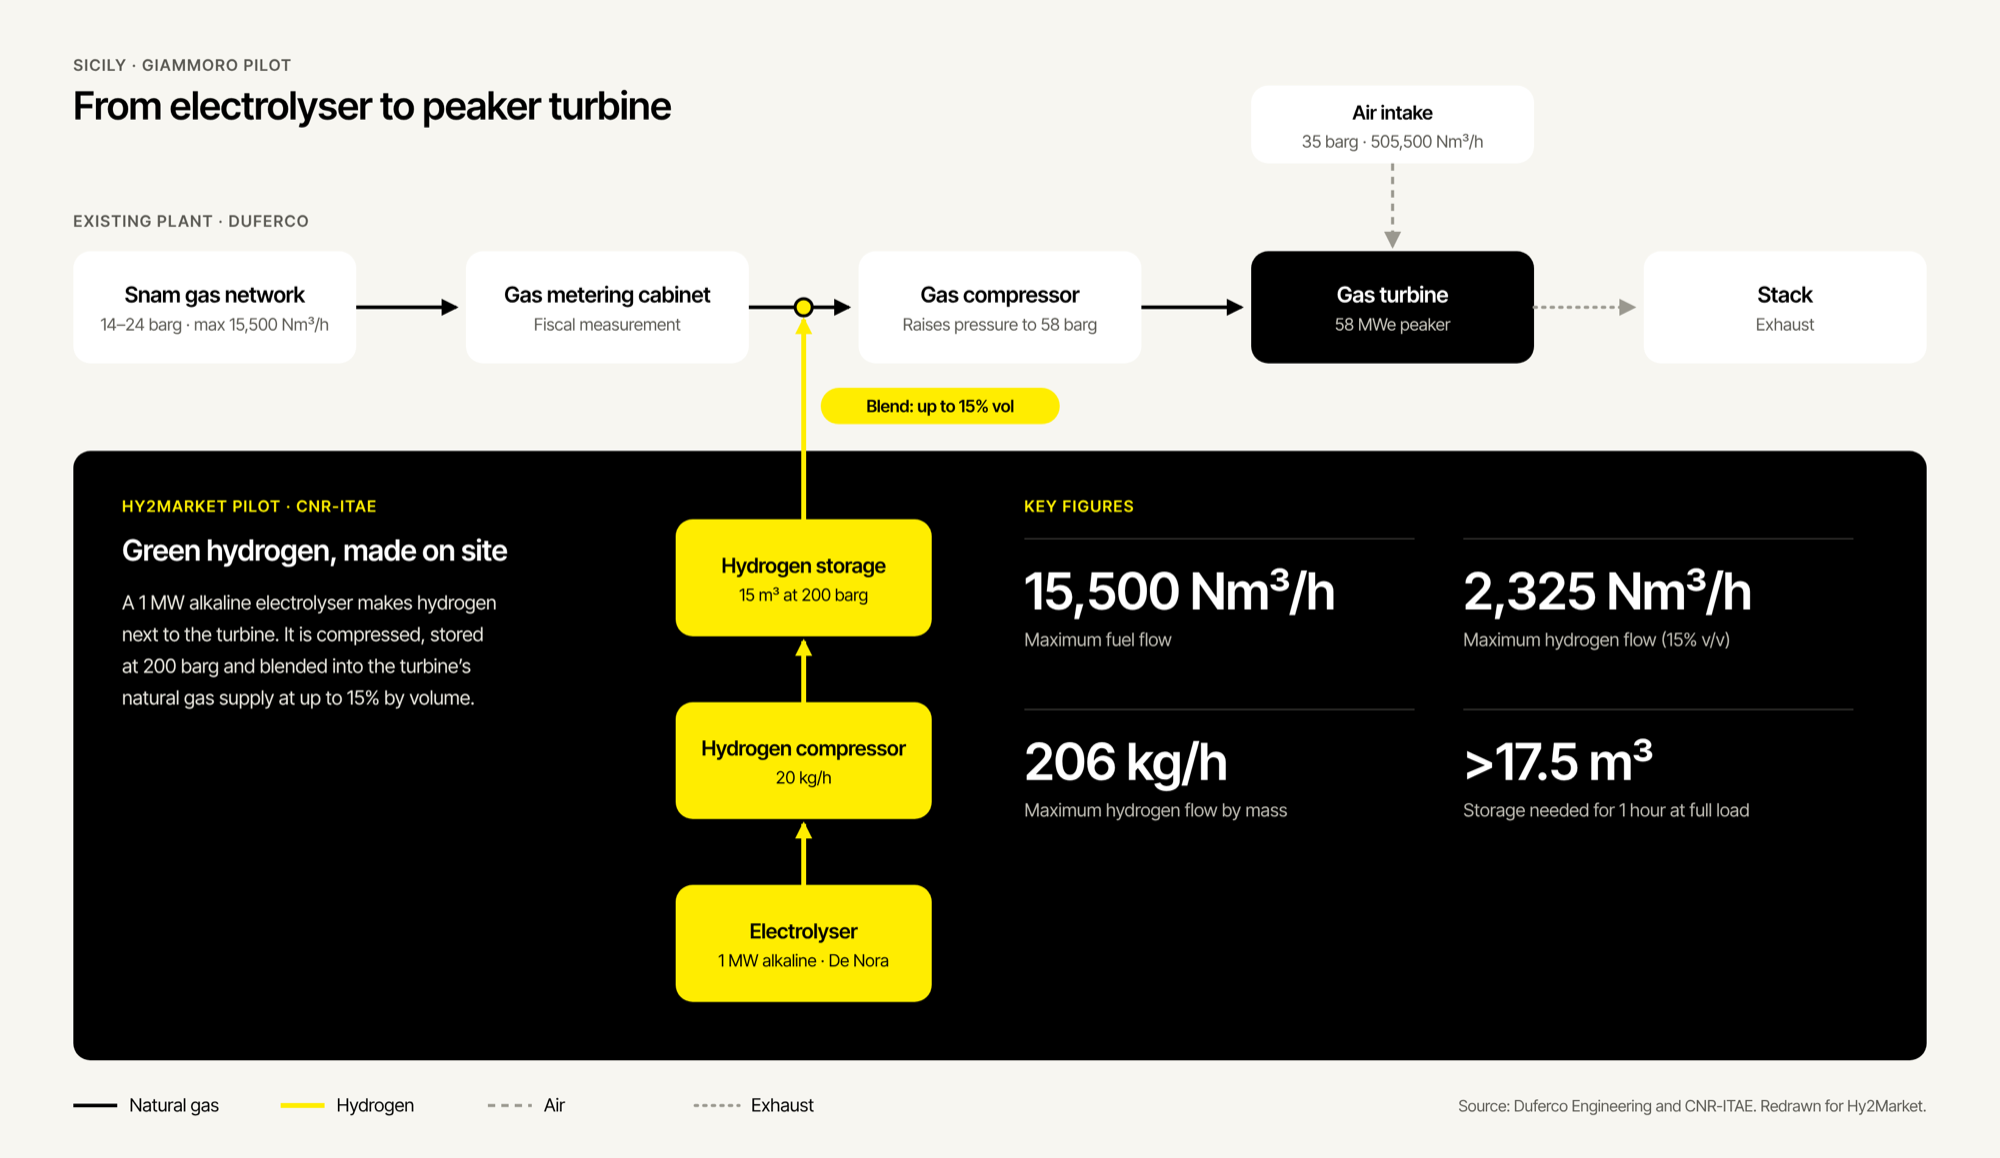 SICILY · GIAMMORO PILOT
From electrolyser to peaker turbine
Air intake
35 barg · 505,500 Nm³/h
EXISTING PLANT · DUFERCO
Snam gas network
14–24 barg · max 15,500 Nm³/h
Gas metering cabinet
Fiscal measurement
Gas compressor
Raises pressure to 58 barg
Gas turbine
58 MWe peaker
Stack
Exhaust
Blend: up to 15% vol
HY2MARKET PILOT · CNR-ITAE
Green hydrogen, made on site
A 1 MW alkaline electrolyser makes hydrogen
next to the turbine. It is compressed, stored
at 200 barg and blended into the turbine’s
natural gas supply at up to 15% by volume.
Hydrogen storage
15 m³ at 200 barg
Hydrogen compressor
20 kg/h
Electrolyser
1 MW alkaline · De Nora
KEY FIGURES
15,500 Nm³/h
Maximum fuel flow
2,325 Nm³/h
Maximum hydrogen flow (15% v/v)
206 kg/h
Maximum hydrogen flow by mass
>17.5 m³
Storage needed for 1 hour at full load
Natural gas
Hydrogen
Air
Exhaust
Source: Duferco Engineering and CNR-ITAE. Redrawn for Hy2Market.